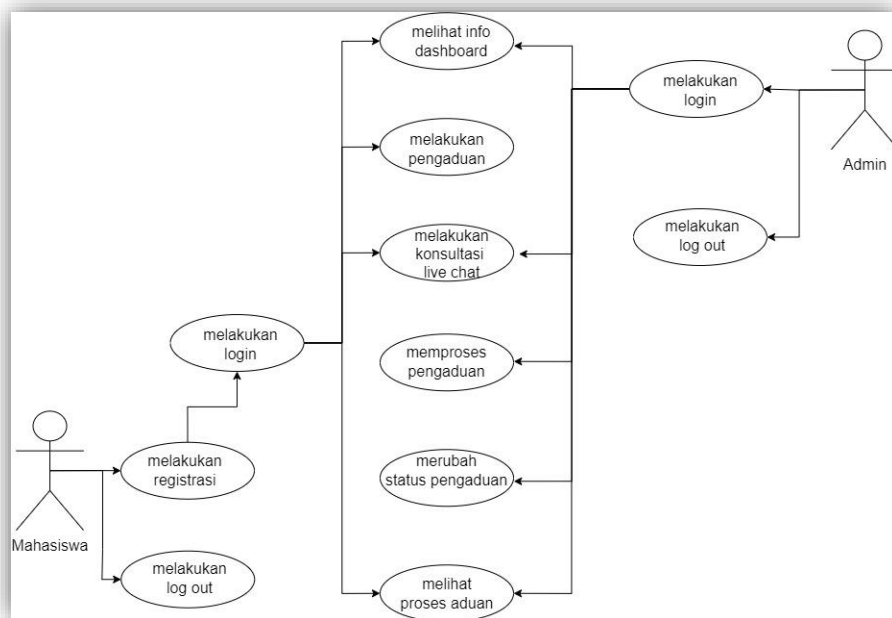 melihat info
dashboard
melakukan
login
Admin
melakukan
pengaduan
melakukan
log out
melakukan
konsultasi
live chat
melakukan
login
memproses
pengaduan
melakukan
registrasi
merubah
status pengaduan
Mahasiswa
melakukan
log out
melihat
proses aduan